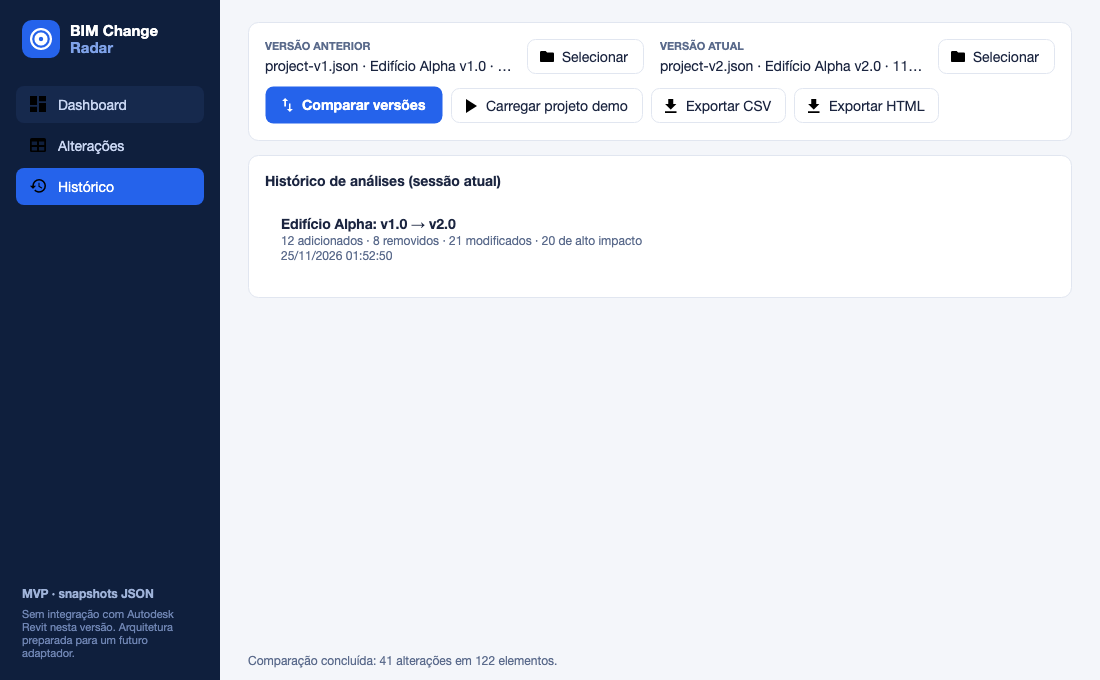 BIM Change
Radar
Dashboard
Alterações
Histórico
MVP · snapshots JSON
Sem integração com Autodesk
Revit nesta versão. Arquitetura
preparada para um futuro
adaptador.
VERSÃO ANTERIOR
project-v1.json · Edifício Alpha v1.0 · ...
Selecionar
VERSÃO ATUAL
project-v2.json · Edifício Alpha v2.0 · 11...
Selecionar
Comparar versões
Carregar projeto demo
Exportar CSV
Exportar HTML
Histórico de análises (sessão atual)
Edifício Alpha: v1.0 → v2.0
12 adicionados · 8 removidos · 21 modificados · 20 de alto impacto
25/11/2026 01:52:50
Comparação concluída: 41 alterações em 122 elementos.